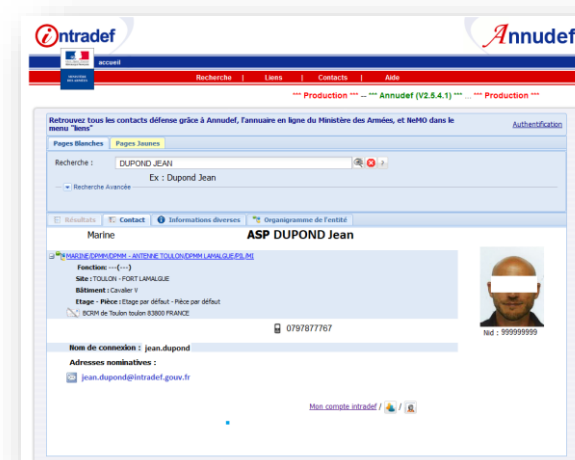 intradef
Annudef
MINISTÈRE DES ARMÉES
accueil
Recherche | Liens | Contacts | Aide
*** Production *** -- *** Annudef (V2.5.4.1) *** ... *** Production ***
Retrouvez tous les contacts défense grâce à Annudef, l'annuaire en ligne du Ministère des Armées, et NeMO dans le
menu "liens"
Authentification
Pages Blanches Pages Jaunes
Recherche : DUPOND JEAN
Ex : Dupond Jean
Recherche Avancée
Résultats Contact Informations diverses Organigramme de l'entité
Marine ASP DUPOND Jean
MARINE/DPMM/DPMM - ANTENNE TOULON/DPMM LAMALGUE/PIL/MI
Fonction: ---(---)
Site : TOULON - FORT LAMALGUE
Bâtiment : Cavalier V
Etage - Pièce : Etage par défaut - Pièce par défaut
BCRM de Toulon toulon 83800 FRANCE
0797877767
Nid : 999999999
Nom de connexion : jean.dupond
Adresses nominatives :
jean.dupond@intradef.gouv.fr
Mon compte intradef / /